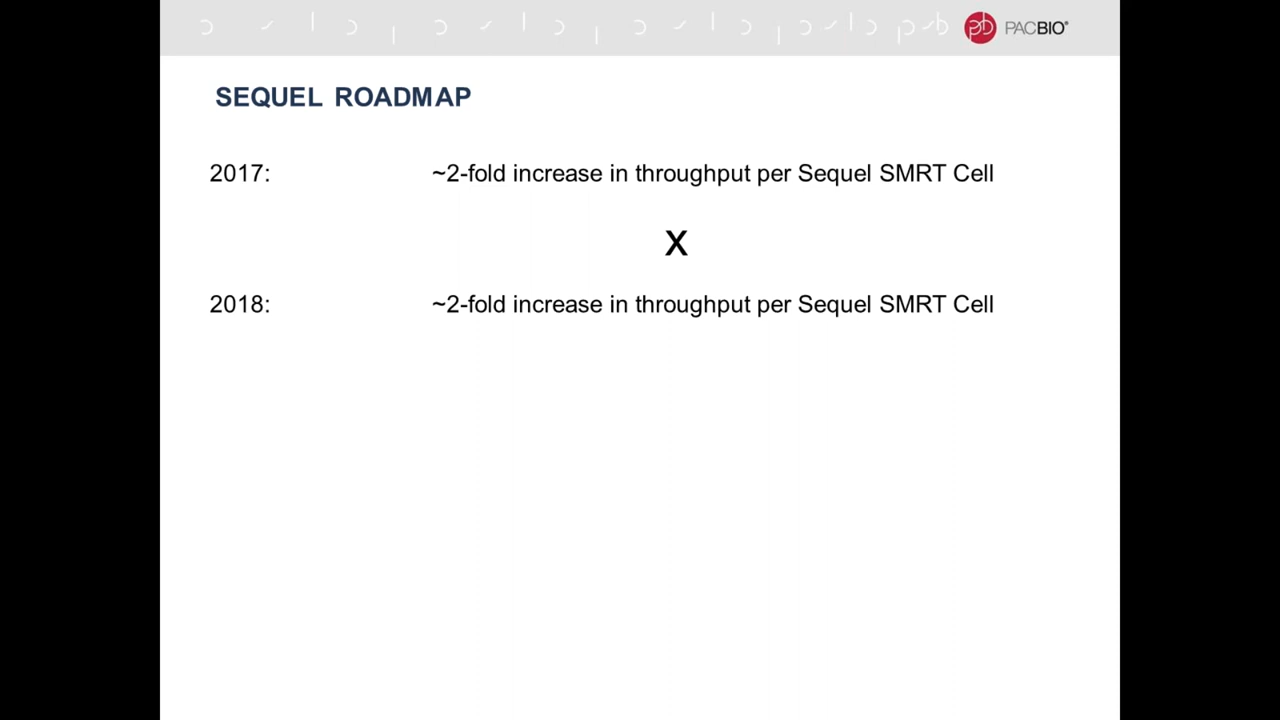 PACBIO®
SEQUEL ROADMAP
2017: ~2-fold increase in throughput per Sequel SMRT Cell
X
2018: ~2-fold increase in throughput per Sequel SMRT Cell